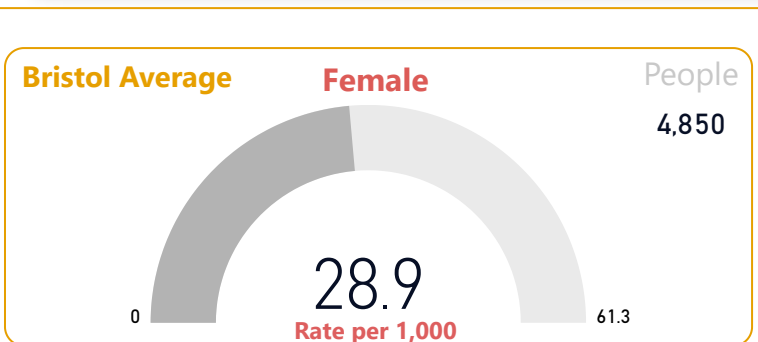 Bristol Average
Female
People
4,850
28.9
0
61.3
Rate per 1,000